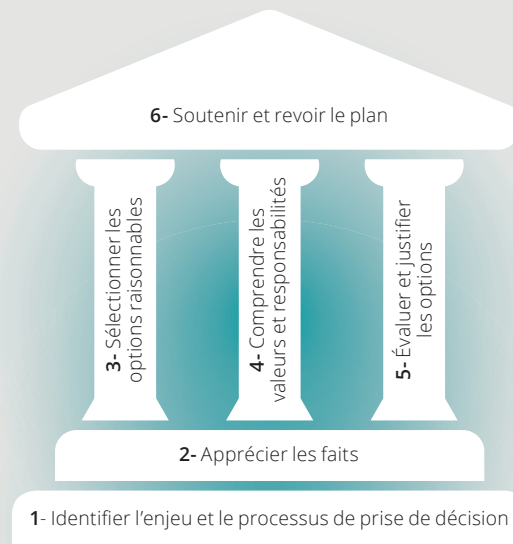 6- Soutenir et revoir le plan
3- Sélectionner les
options raisonnables
4- Comprendre les
valeurs et responsabilités
5- Évaluer et justifier
les options
2- Apprécier les faits
1- Identifier l'enjeu et le processus de prise de décision